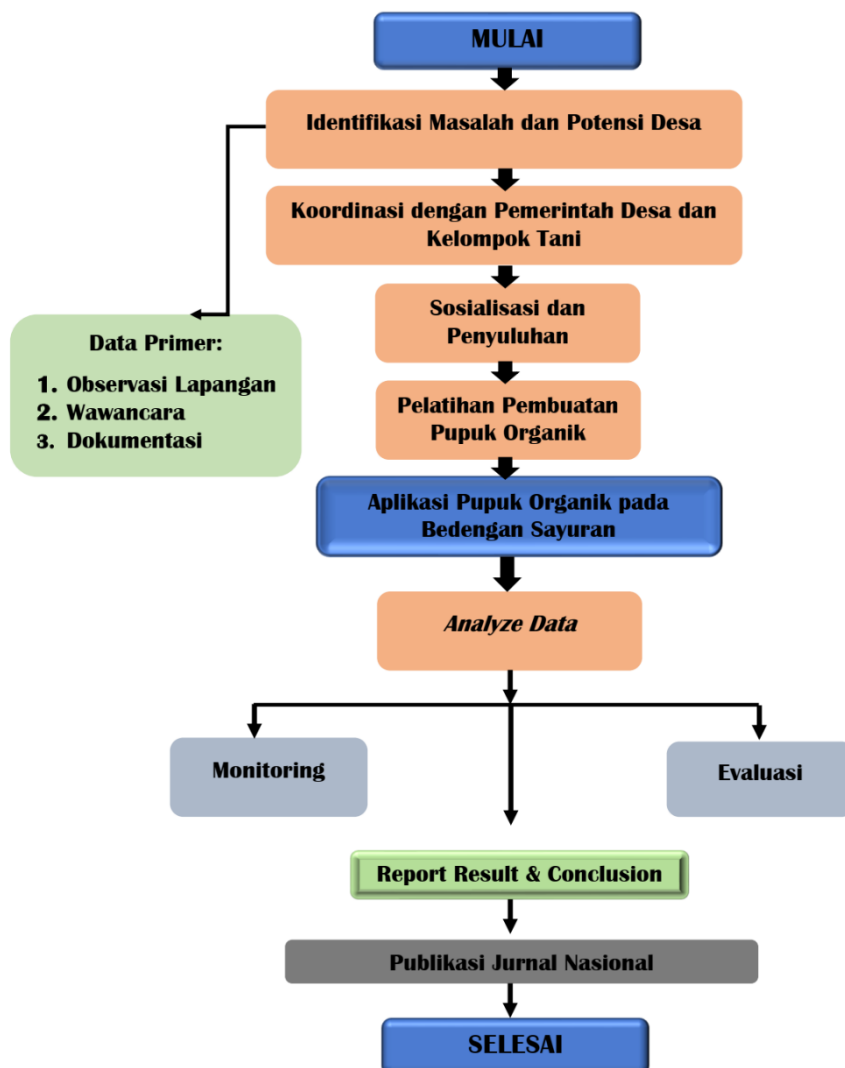 MULAI
Identifikasi Masalah dan Potensi Desa
Koordinasi dengan Pemerintah Desa dan
Kelompok Tani
Sosialisasi dan
Penyuluhan
Data Primer:
1. Observasi Lapangan
2. Wawancara
3. Dokumentasi
Pelatihan Pembuatan
Pupuk Organik
Aplikasi Pupuk Organik pada
Bedengan Sayuran
Analyze Data
Monitoring
Evaluasi
Report Result & Conclusion
Publikasi Jurnal Nasional
SELESAI